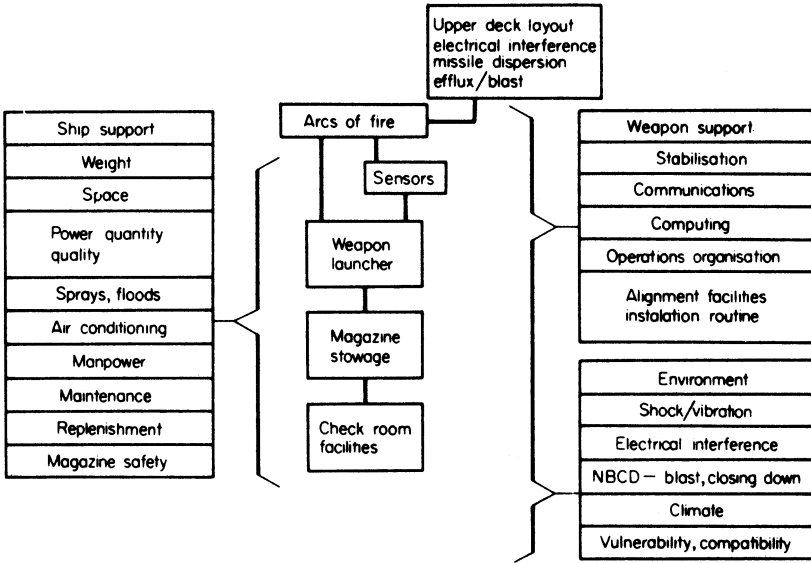 Upper deck layout
electrical interference
missile dispersion
efflux/blast
Arcs of fire
Sensors
Weapon
launcher
Magazine
stowage
Check room
facilities
Ship support
Weight
Space
Power quantity
quality
Sprays, floods
Air conditioning
Manpower
Maintenance
Replenishment
Magazine safety
Weapon support
Stabilisation
Communications
Computing
Operations organisation
Alignment facilities
instalation routine
Environment
Shock/vibration
Electrical interference
NBCD – blast, closing down
Climate
Vulnerability, compatibility